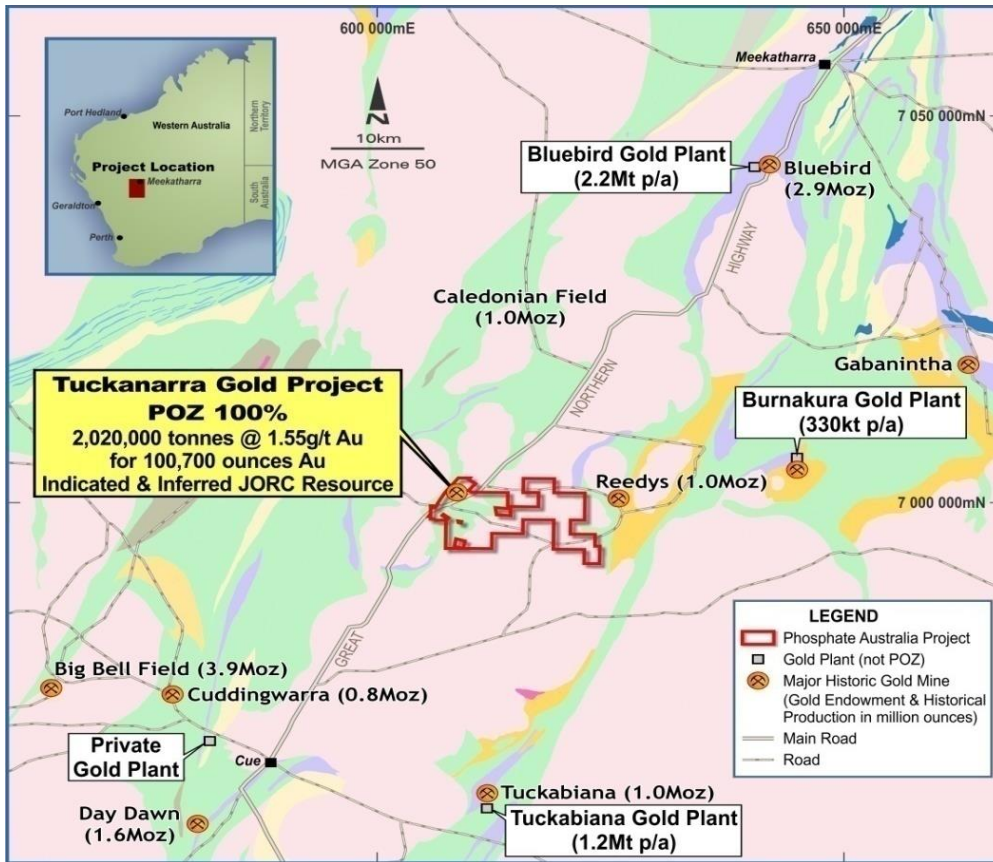 600 000mE
650 000mE
Meekatharra
7 050 000mN
N
10km
MGA Zone 50
Port Hedland
Western Australia
Northern
Territory
Project Location
Meekatharra
South
Australia
Geraldton
Perth
Bluebird Gold Plant
(2.2Mt p/a)
Bluebird
(2.9Moz)
HIGHWAY
Caledonian Field
(1.0Moz)
NORTHERN
Gabanintha
Tuckanarra Gold Project
POZ 100%
2,020,000 tonnes @ 1.55g/t Au
for 100,700 ounces Au
Indicated & Inferred JORC Resource
Burnakura Gold Plant
(330kt p/a)
Reedys (1.0Moz)
7 000 000mN
GREAT
Big Bell Field (3.9Moz)
Cuddingwarra (0.8Moz)
Private
Gold Plant
Cue
Day Dawn
(1.6Moz)
Tuckabiana (1.0Moz)
Tuckabiana Gold Plant
(1.2Mt p/a)
LEGEND
Phosphate Australia Project
Gold Plant (not POZ)
Major Historic Gold Mine
(Gold Endowment & Historical
Production in million ounces)
Main Road
Road